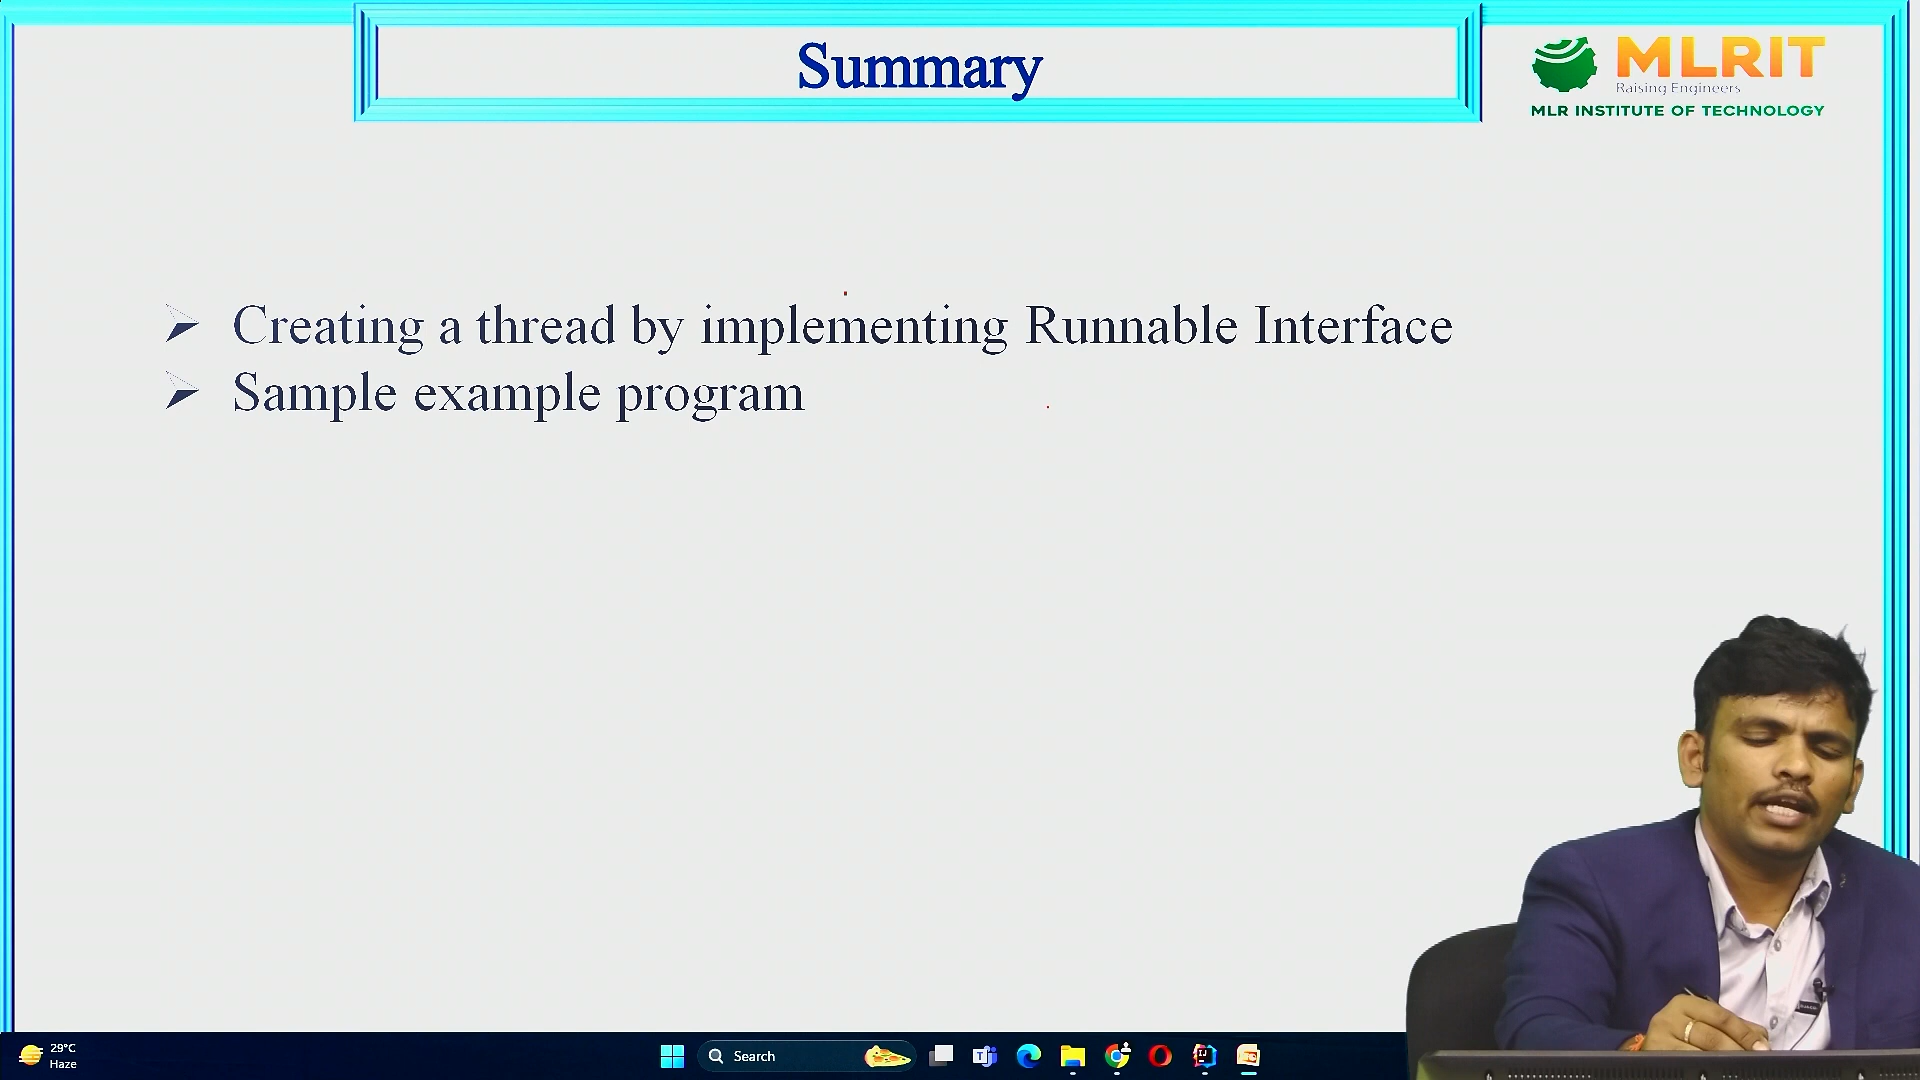 Summary
MLRIT
Raising Engineers
MLR INSTITUTE OF TECHNOLOGY
Creating a thread by implementing Runnable Interface
Sample example program
29°C
Haze
Search